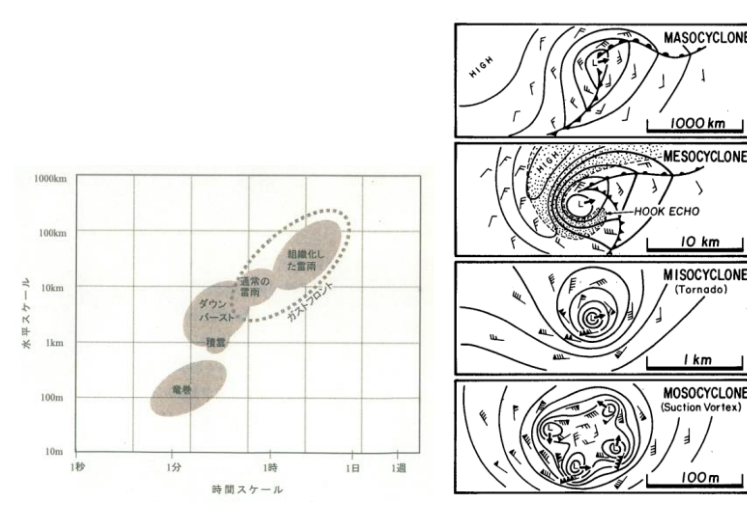 1000km
100km
10km
1km
100m
10m
水平スケール
組織化し
た雷雨
通常の
雷雨
ガストフロント
ダウン
バースト
積雲
竜巻
1秒
1分
1時
1日
1週
時間スケール
MASOCYCLONE
HIGH
L
1000 km
MESOCYCLONE
HIGH
L
HOOK ECHO
10 km
MISOCYCLONE
(Tornado)
L
1 km
MOSOCYCLONE
(Suction Vortex)
L
L
L
L
100 m